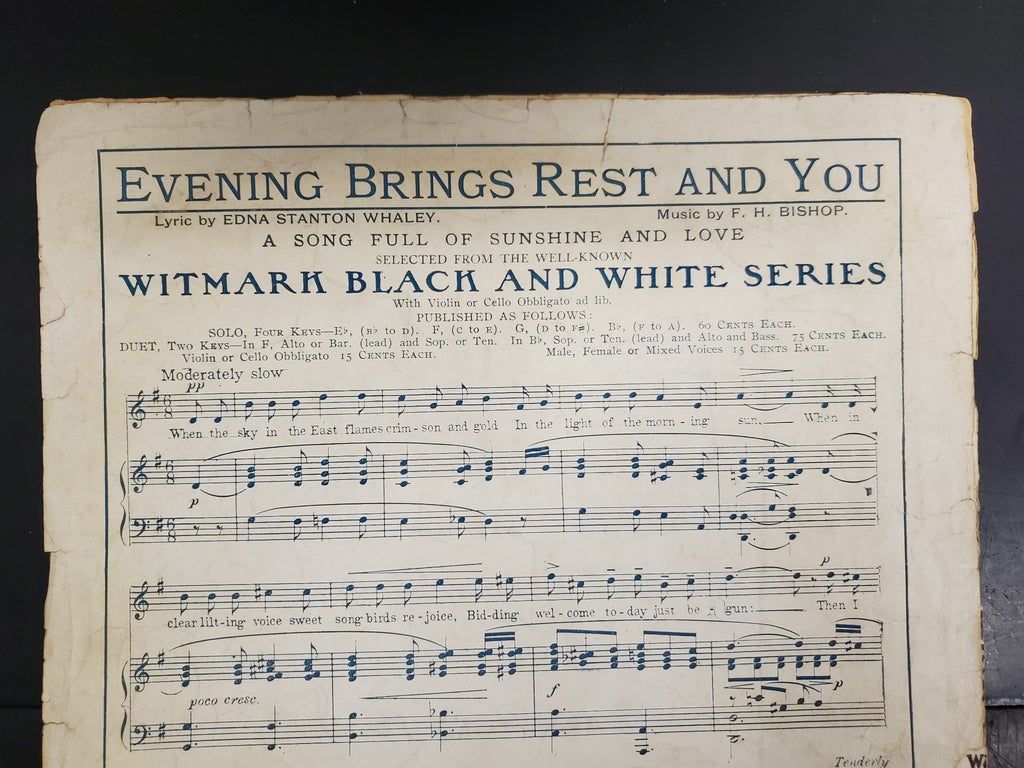 EVENING BRINGS REST AND YOU
Lyric by EDNA STANTON WHALEY. Music by F. H. BISHOP.
A SONG FULL OF SUNSHINE AND LOVE
SELECTED FROM THE WELL-KNOWN
WITMARK BLACK AND WHITE SERIES
With Violin or Cello Obbligato ad lib.
PUBLISHED AS FOLLOWS:
SOLO, FOUR KEYS—E♭, (B♭ TO D). F, (C TO E). G, (D TO F#). B♭, (F TO A). 60 CENTS EACH.
DUET, TWO KEYS—In F, Alto or Bar. (lead) and Sop. or Ten. In B♭, Sop. or Ten. (lead) and Alto and Bass. 75 CENTS EACH.
Violin or Cello Obbligato 15 CENTS EACH. Male, Female or Mixed Voices 15 CENTS EACH.
Moderately slow
pp
When the sky in the East flames crim-son and gold In the light of the morn-ing sun, When in
p
p
clear lilt-ing voice sweet song birds re-joice, Bid-ding wel-come to-day just be gun: Then I
poco cresc. f p
Tenderly